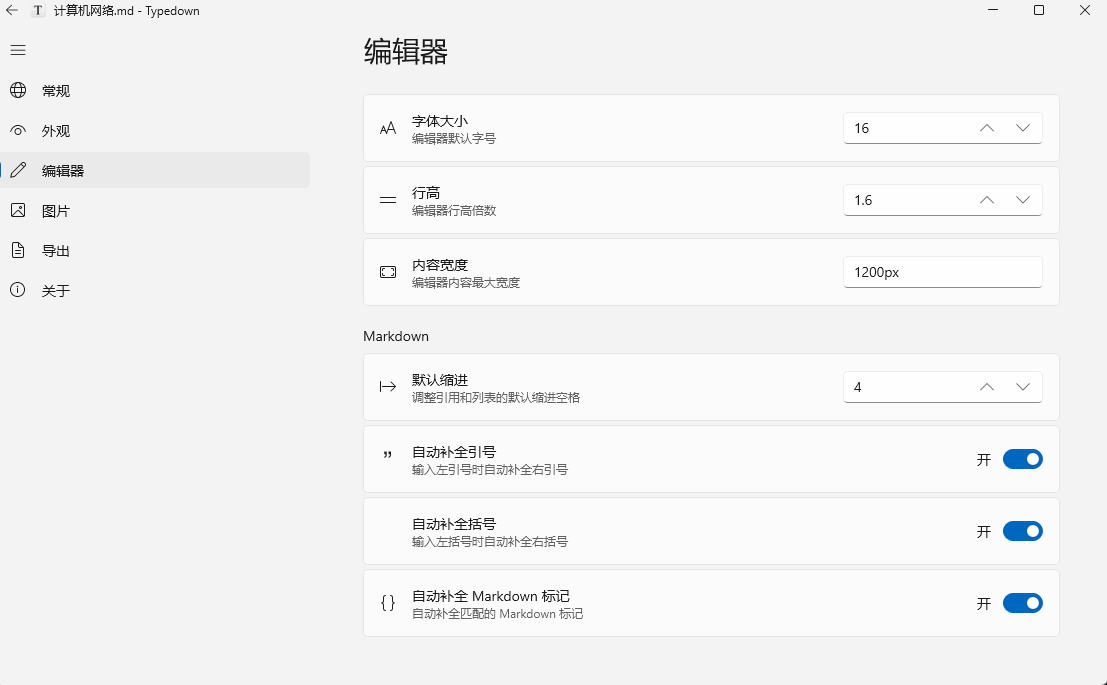 T 计算机网络.md - Typedown
常规
外观
编辑器
图片
导出
关于
编辑器
字体大小
编辑器默认字号
16
行高
编辑器行高倍数
1.6
内容宽度
编辑器内容最大宽度
1200px
Markdown
默认缩进
调整引用和列表的默认缩进空格
4
自动补全引号
输入左引号时自动补全右引号
开
自动补全括号
输入左括号时自动补全右括号
开
自动补全 Markdown 标记
自动补全匹配的 Markdown 标记
开